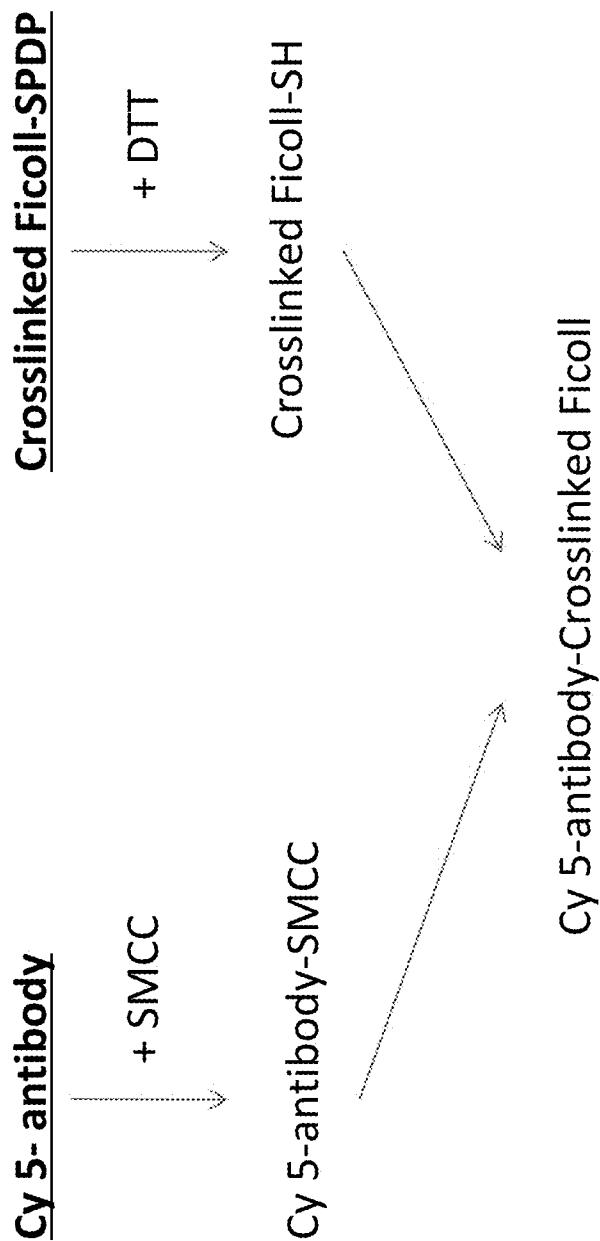 Cy 5- antibody
+ SMCC
Cy 5-antibody-SMCC
Crosslinked Ficoll-SPDP
+ DTT
Crosslinked Ficoll-SH
Cy 5-antibody-Crosslinked Ficoll